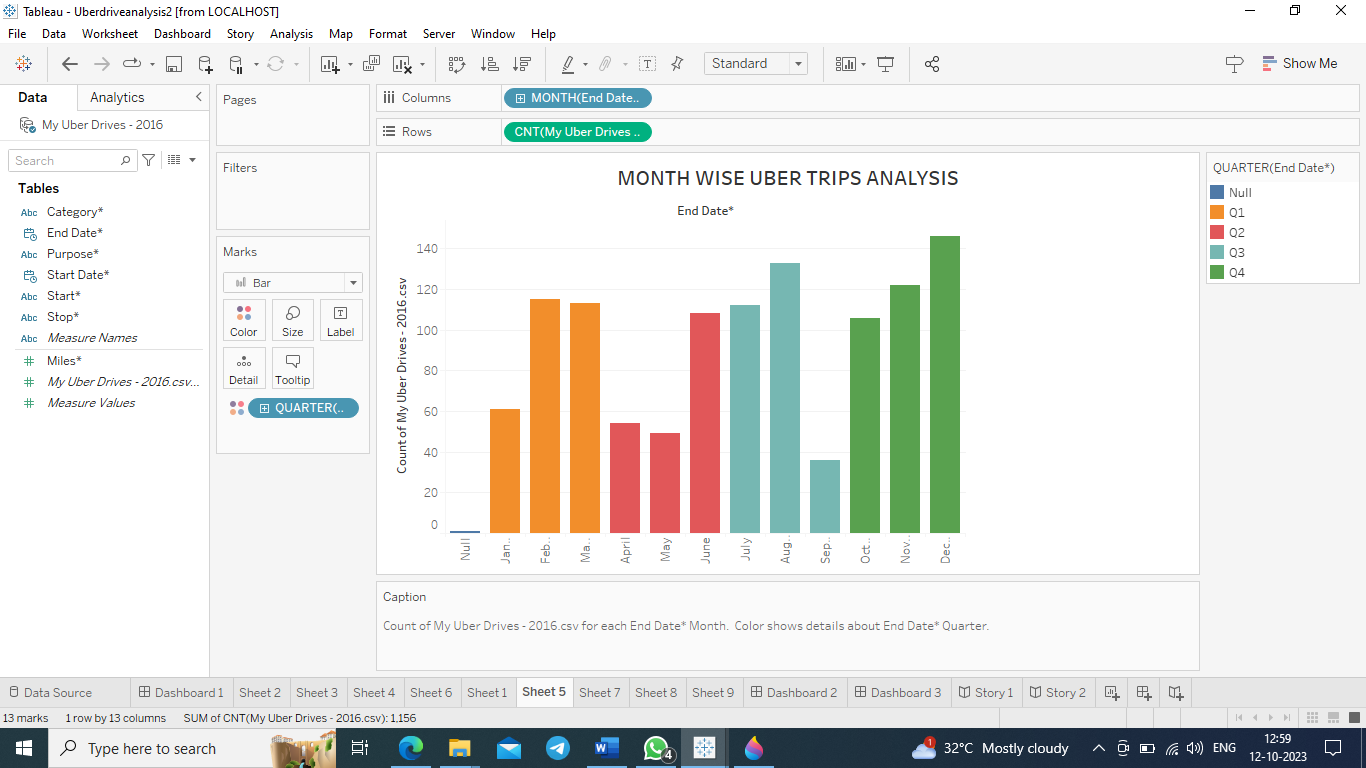 Tableau - Uberdriveanalysis2 [from LOCALHOST]
File Data Worksheet Dashboard Story Analysis Map Format Server Window Help
Standard
Show Me
Data Analytics
My Uber Drives - 2016
Search
Tables
Abc Category*
End Date*
Abc Purpose*
Start Date*
Abc Start*
Abc Stop*
Abc Measure Names
Miles*
My Uber Drives - 2016.csv...
Measure Values
Pages
Filters
Marks
Bar
Color Size Label
Detail Tooltip
QUARTER(..
Columns MONTH(End Date..
Rows CNT(My Uber Drives ..
MONTH WISE UBER TRIPS ANALYSIS
End Date*
Count of My Uber Drives - 2016.csv
140
120
100
80
60
40
20
0
Null Jan.. Feb.. Ma.. April May June July Aug.. Sep.. Oct.. Nov.. Dec..
QUARTER(End Date*)
Null
Q1
Q2
Q3
Q4
Caption
Count of My Uber Drives - 2016.csv for each End Date* Month. Color shows details about End Date* Quarter.
Data Source Dashboard 1 Sheet 2 Sheet 3 Sheet 4 Sheet 6 Sheet 1 Sheet 5 Sheet 7 Sheet 8 Sheet 9 Dashboard 2 Dashboard 3 Story 1 Story 2
13 marks 1 row by 13 columns SUM of CNT(My Uber Drives - 2016.csv): 1,156
Type here to search
4
1
32°C Mostly cloudy
ENG
12:59
12-10-2023